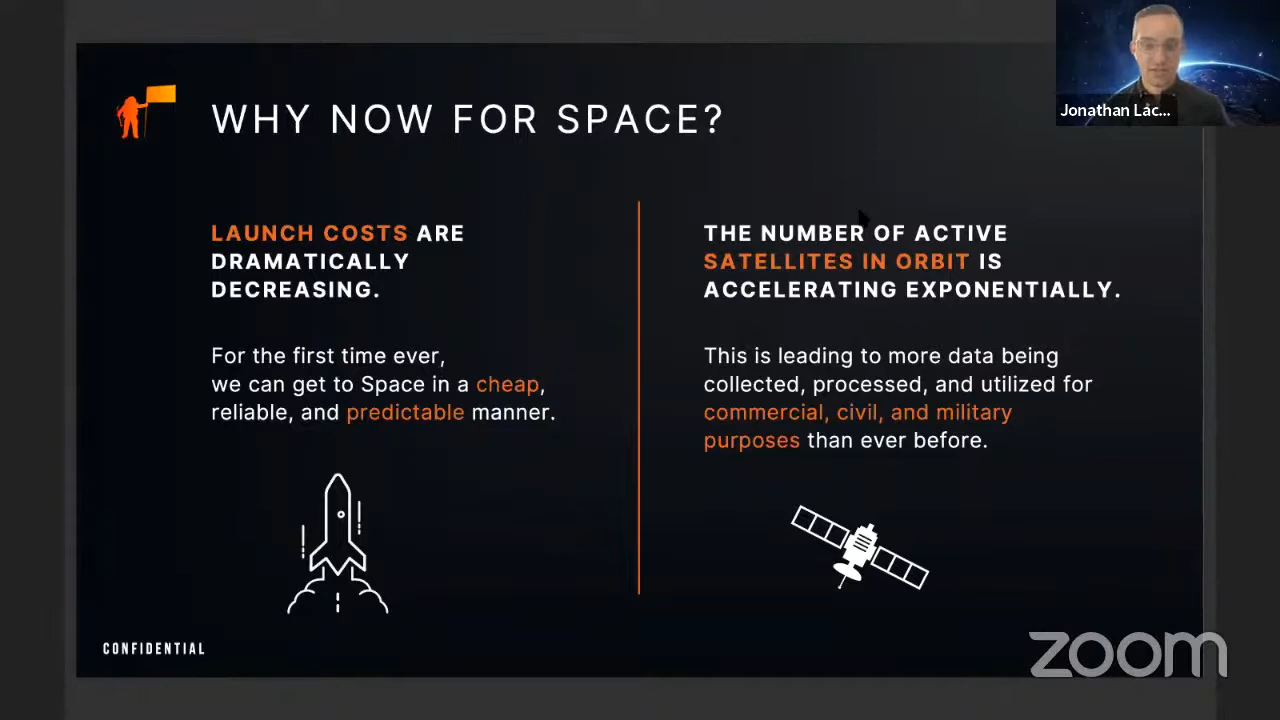 WHY NOW FOR SPACE?
Jonathan Lac...
LAUNCH COSTS ARE
DRAMATICALLY
DECREASING.
For the first time ever,
we can get to Space in a cheap,
reliable, and predictable manner.
THE NUMBER OF ACTIVE
SATELLITES IN ORBIT IS
ACCELERATING EXPONENTIALLY.
This is leading to more data being
collected, processed, and utilized for
commercial, civil, and military
purposes than ever before.
CONFIDENTIAL
zoom